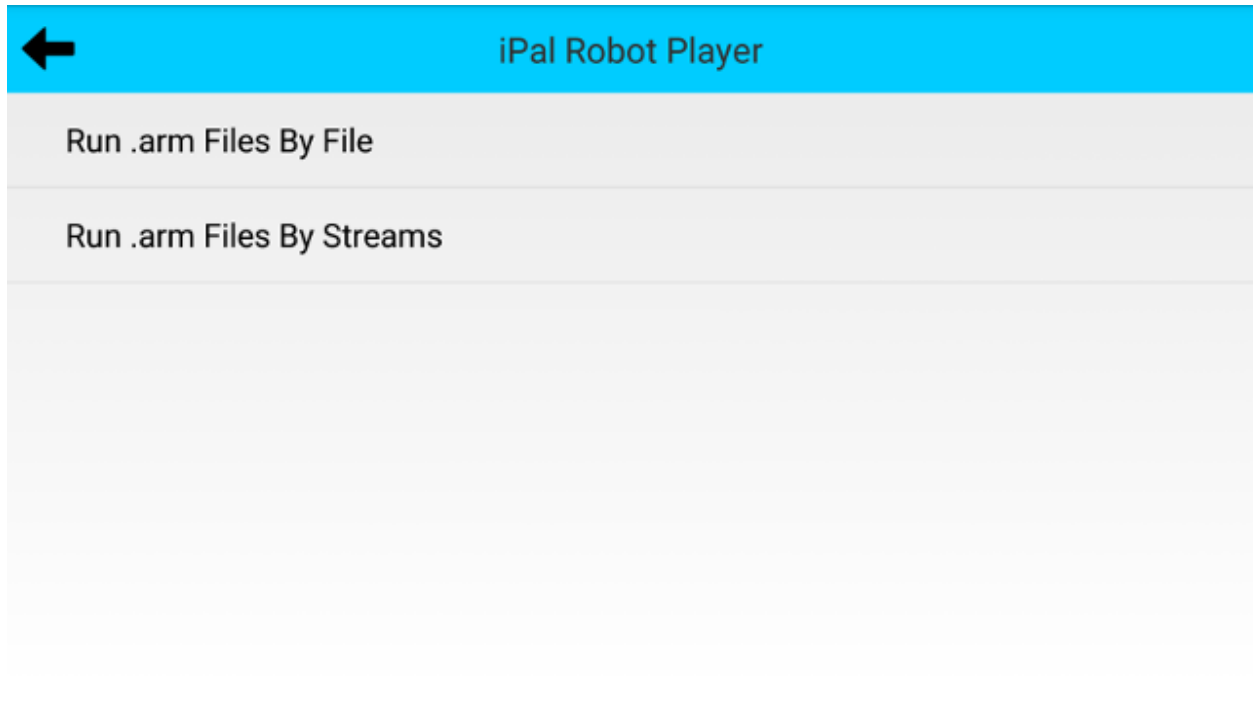 iPal Robot Player
Run .arm Files By File
Run .arm Files By Streams